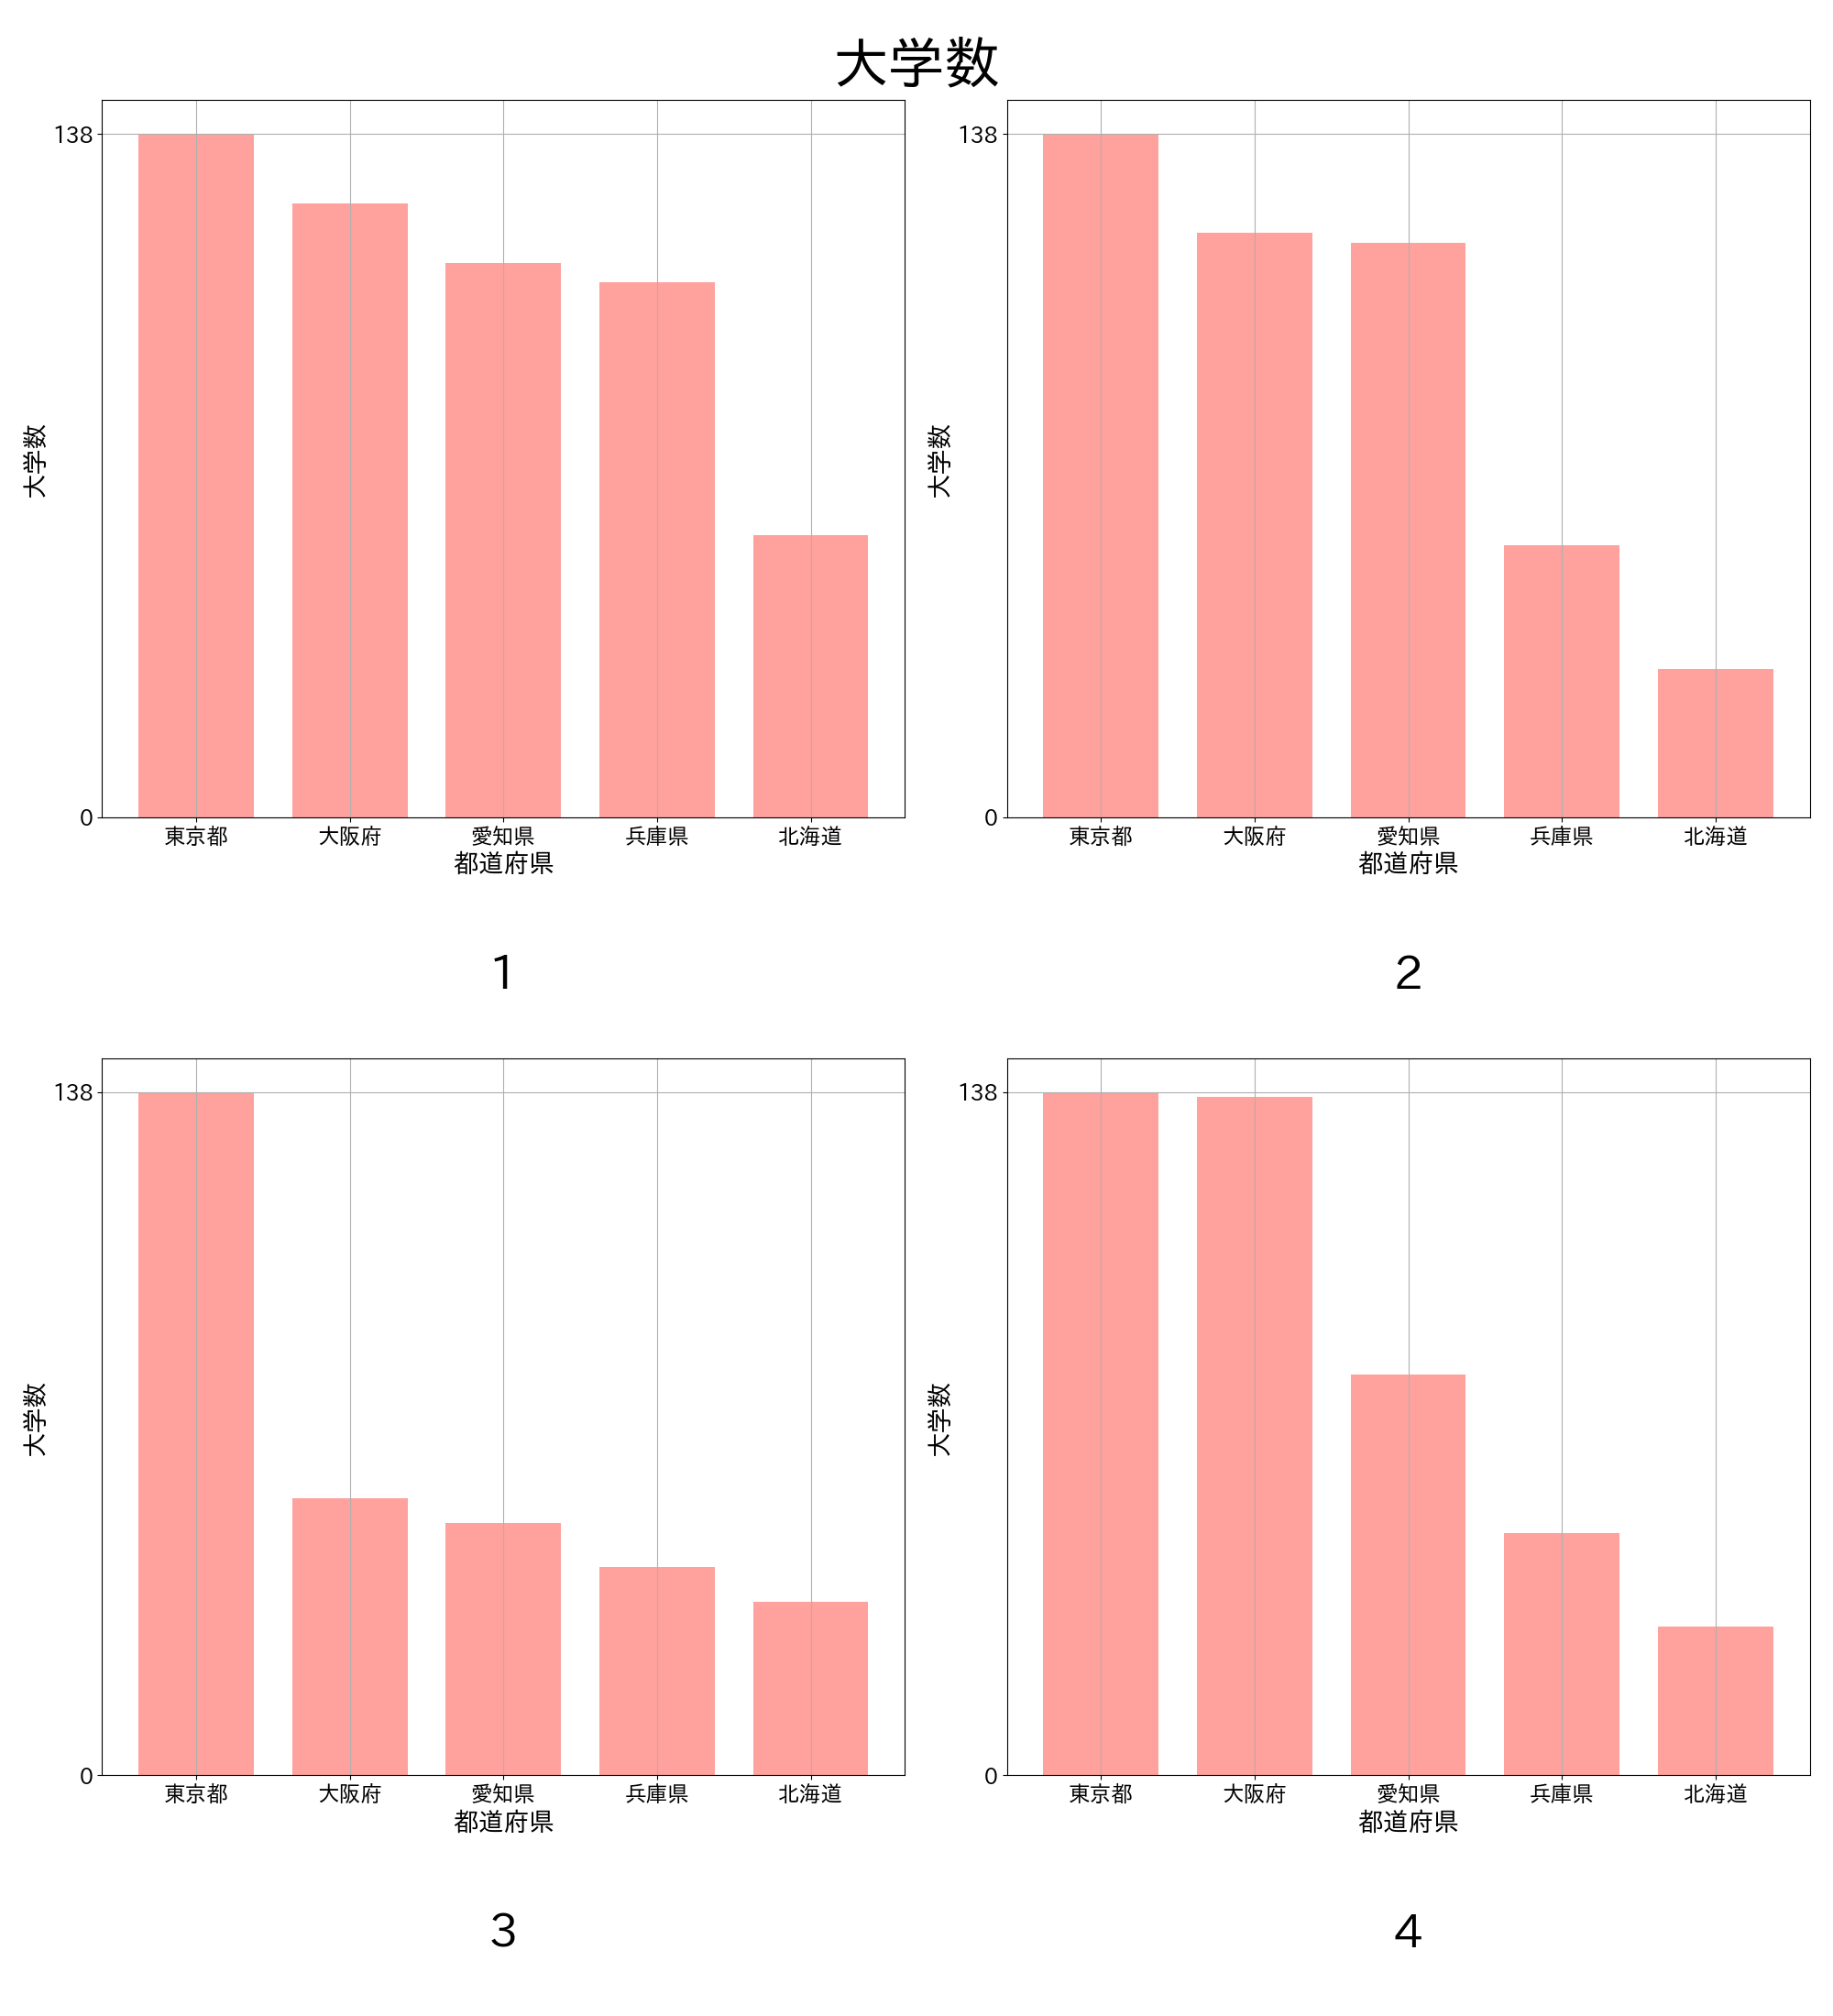 大学数
138
0
大学数
東京都 大阪府 愛知県 兵庫県 北海道
都道府県
1
138
0
大学数
東京都 大阪府 愛知県 兵庫県 北海道
都道府県
2
138
0
大学数
東京都 大阪府 愛知県 兵庫県 北海道
都道府県
3
138
0
大学数
東京都 大阪府 愛知県 兵庫県 北海道
都道府県
4